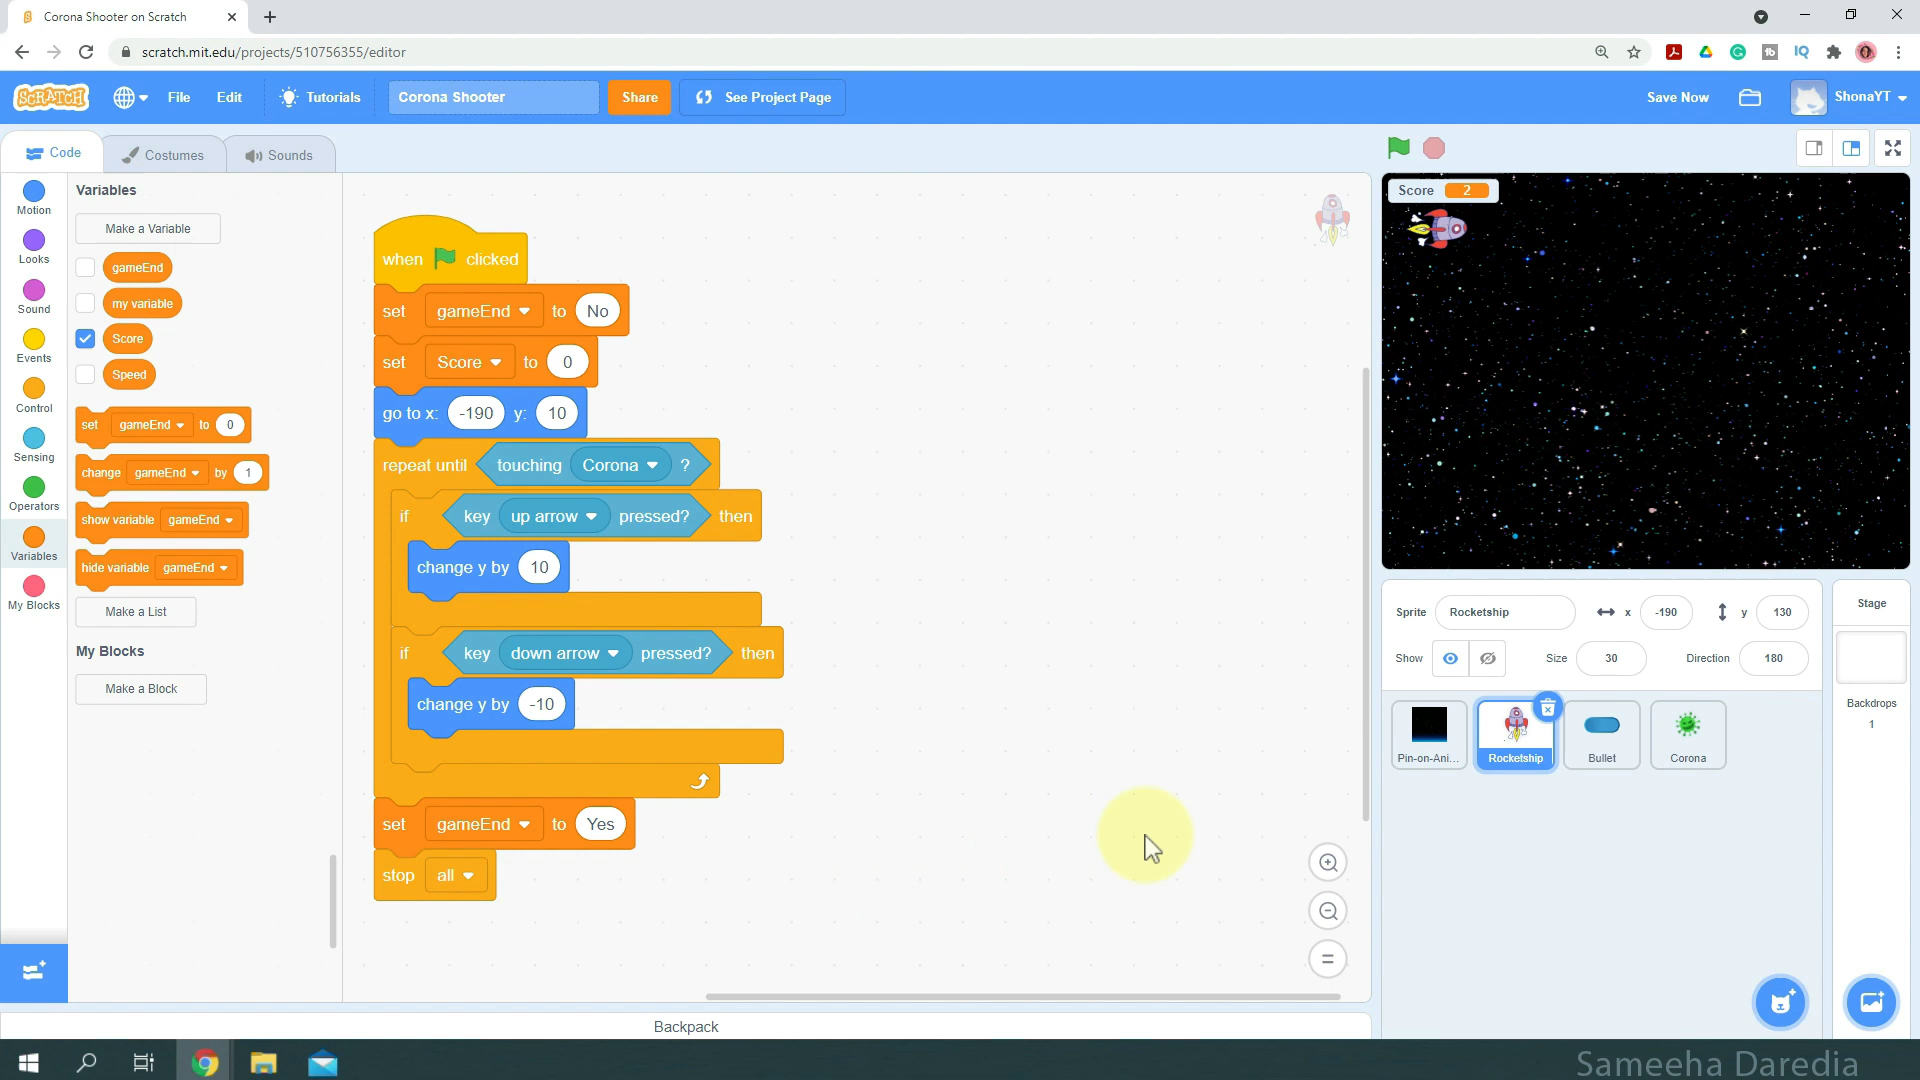 Corona Shooter on Scratch
scratch.mit.edu/projects/510756355/editor
SCRATCH File Edit Tutorials Corona Shooter Share See Project Page Save Now ShonaYT
Code Costumes Sounds
Motion
Looks
Sound
Events
Control
Sensing
Operators
Variables
My Blocks
Variables
Make a Variable
gameEnd
my variable
Score
Speed
set gameEnd to 0
change gameEnd by 1
show variable gameEnd
hide variable gameEnd
Make a List
My Blocks
Make a Block
when clicked
set gameEnd to No
set Score to 0
go to x: -190 y: 10
repeat until touching Corona ?
if key up arrow pressed? then
change y by 10
if key down arrow pressed? then
change y by -10
set gameEnd to Yes
stop all
Score 2
Sprite Rocketship x -190 y 130
Show Size 30 Direction 180
Pin-on-Ani... Rocketship Bullet Corona
Stage
Backdrops
1
Backpack
Sameeha Daredia